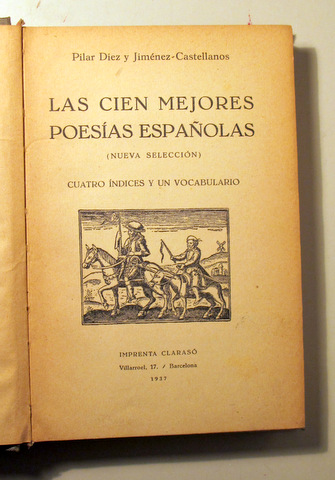 Pilar Díez y Jiménez-Castellanos
LAS CIEN MEJORES
POESÍAS ESPAÑOLAS
(NUEVA SELECCIÓN)
CUATRO ÍNDICES Y UN VOCABULARIO
IMPRENTA CLARASÓ
Villarroel, 17. / Barcelona
1937